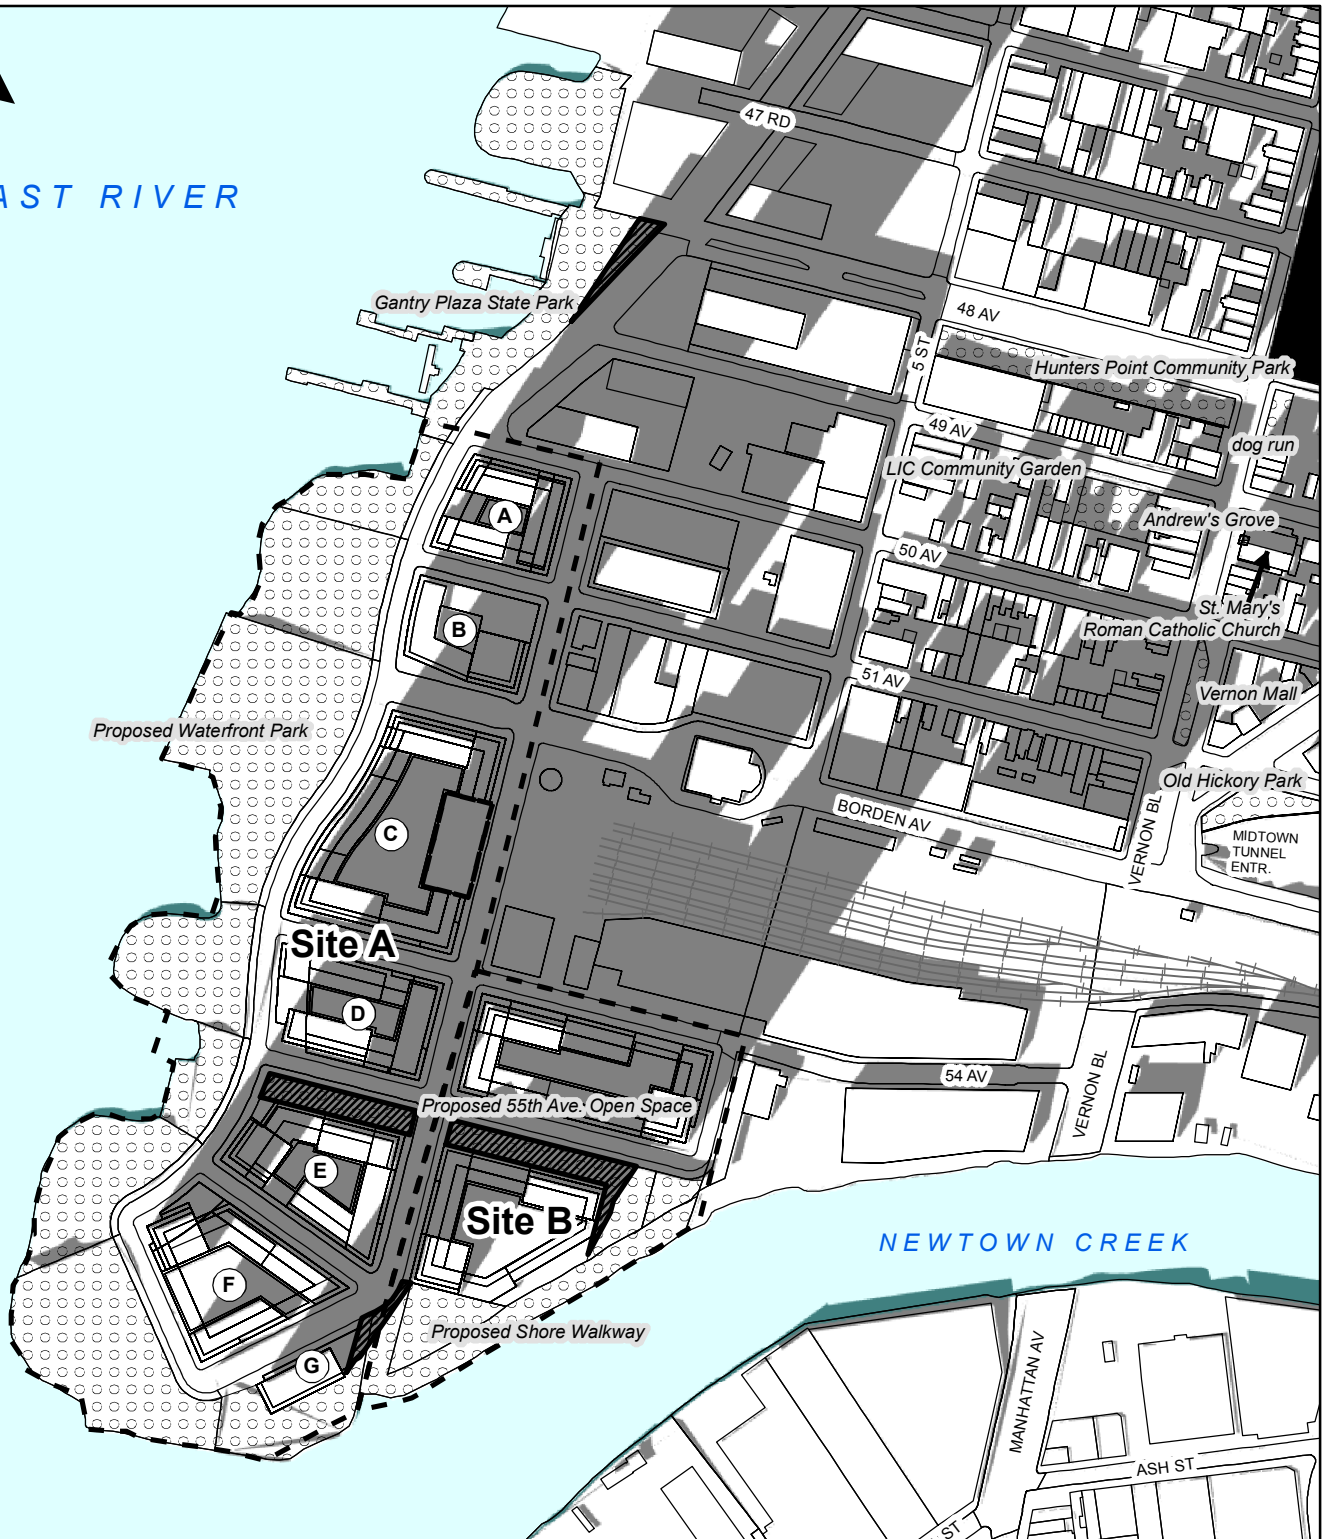 47 RD
AST RIVER
Gantry Plaza State Park
48 AV
5 ST
Hunters Point Community Park
49 AV
dog run
LIC Community Garden
A
Andrew's Grove
50 AV
St. Mary's
Roman Catholic Church
B
51 AV
Vernon Mall
Proposed Waterfront Park
Old Hickory Park
BORDEN AV
VERNON BL
MIDTOWN
TUNNEL
ENTR.
C
Site A
D
54 AV
VERNON BL
Proposed 55th Ave. Open Space
E
Site B
NEWTOWN CREEK
F
Proposed Shore Walkway
G
MANHATTAN AV
ASH ST
ST